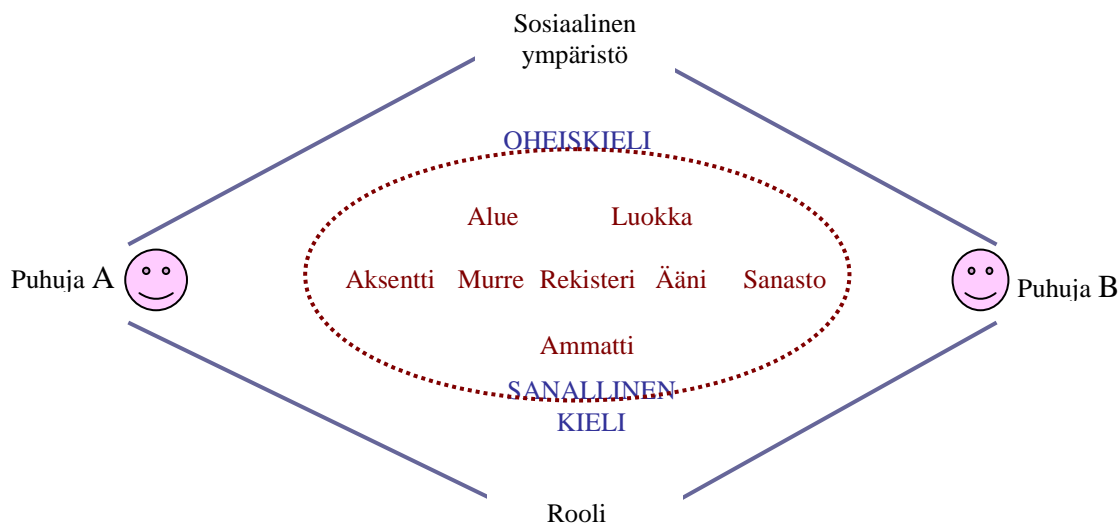 Sosiaalinen
ympäristö
OHEISKIELI
Alue Luokka
Puhuja A Aksentti Murre Rekisteri Ääni Sanasto Puhuja B
Ammatti
SANALLINEN
KIELI
Rooli